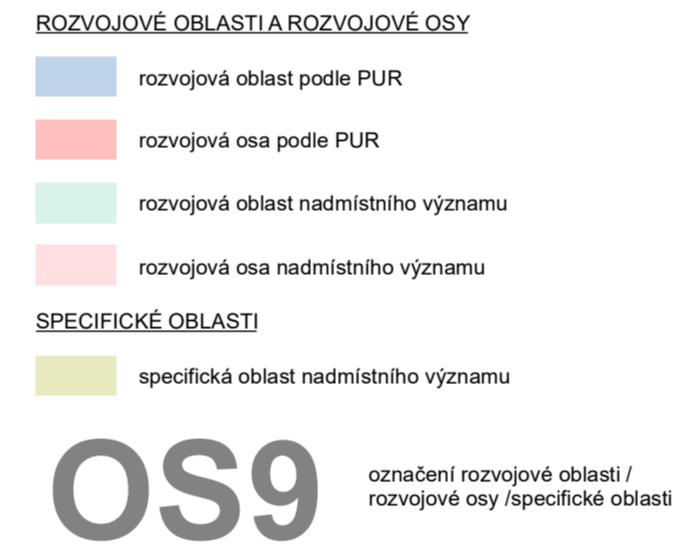 ROZVOJOVÉ OBLASTI A ROZVOJOVÉ OSY
rozvojová oblast podle PUR
rozvojová osa podle PUR
rozvojová oblast nadmístního významu
rozvojová osa nadmístního významu
SPECIFICKÉ OBLASTI
specifická oblast nadmístního významu
OS9
označení rozvojové oblasti /
rozvojové osy /specifické oblasti